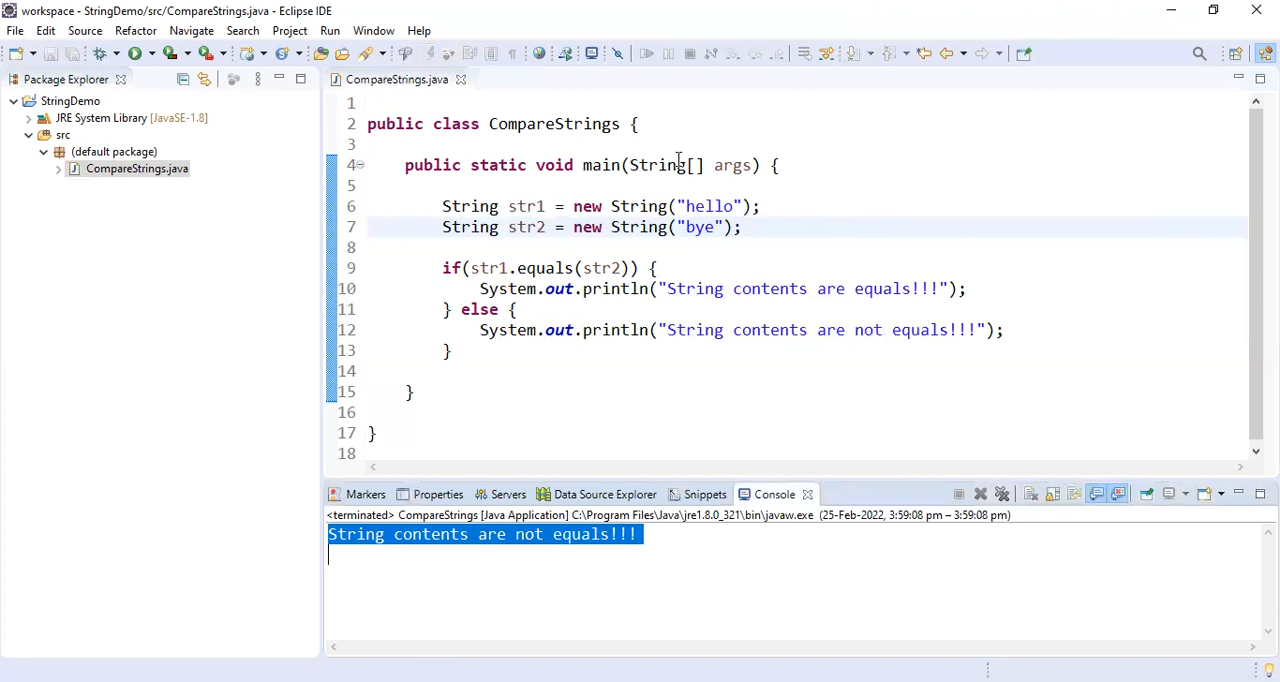 workspace - StringDemo/src/CompareStrings.java - Eclipse IDE
File Edit Source Refactor Navigate Search Project Run Window Help
Package Explorer
CompareStrings.java
StringDemo
JRE System Library [JavaSE-1.8]
src
(default package)
CompareStrings.java
1
2 public class CompareStrings {
3
4 public static void main(String[] args) {
5
6 String str1 = new String("hello");
7 String str2 = new String("bye");
8
9 if(str1.equals(str2)) {
10 System.out.println("String contents are equals!!!");
11 } else {
12 System.out.println("String contents are not equals!!!");
13 }
14
15 }
16
17 }
18
Markers Properties Servers Data Source Explorer Snippets Console
<terminated> CompareStrings [Java Application] C:\Program Files\Java\jre1.8.0_321\bin\javaw.exe (25-Feb-2022, 3:59:08 pm – 3:59:08 pm)
String contents are not equals!!!